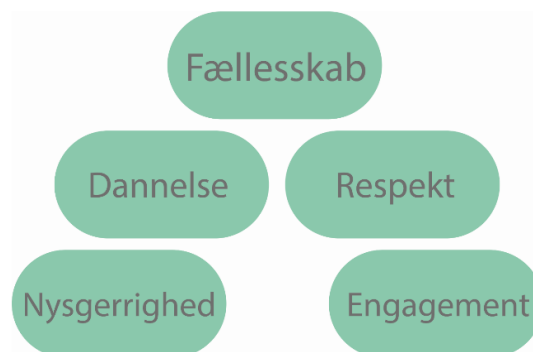 Fællesskab
Dannelse
Respekt
Nysgerrighed
Engagement